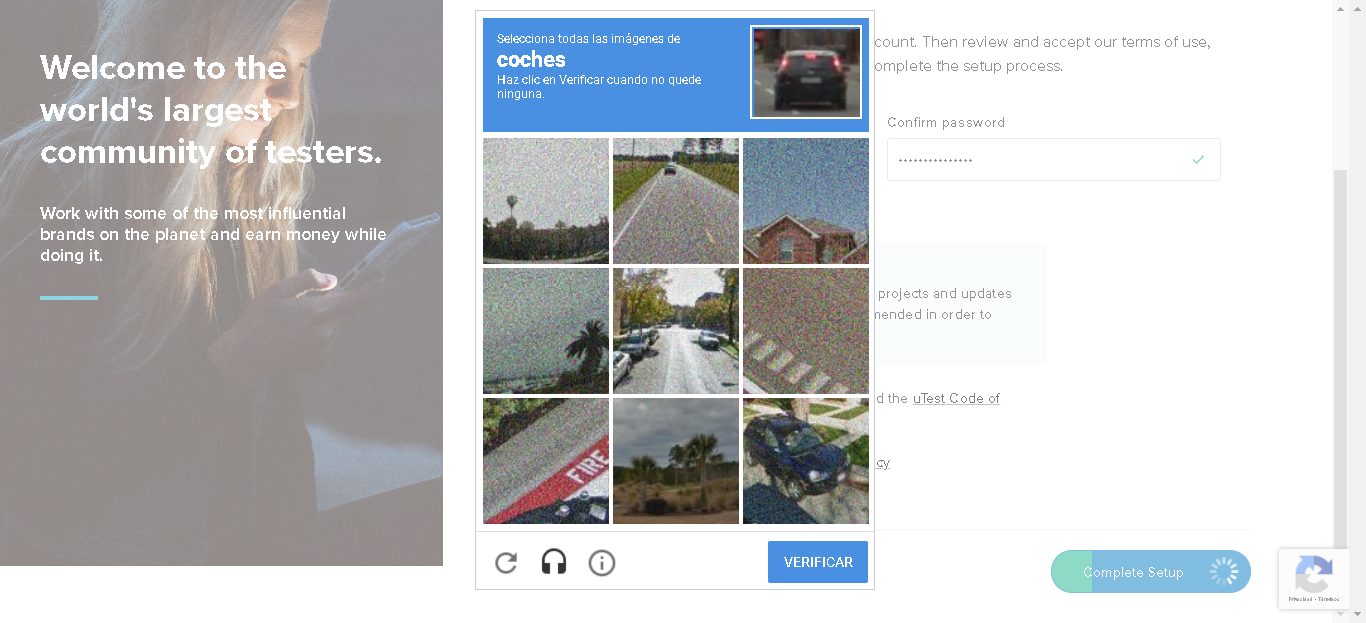 Welcome to the
world's largest
community of testers.
Work with some of the most influential
brands on the planet and earn money while
doing it.
Selecciona todas las imágenes de
coches
Haz clic en Verificar cuando no quede
ninguna.
FIRE
VERIFICAR
count. Then review and accept our terms of use,
omplete the setup process.
Confirm password
projects and updates
mended in order to
d the uTest Code of
cy
Complete Setup
Privacidad - Términos